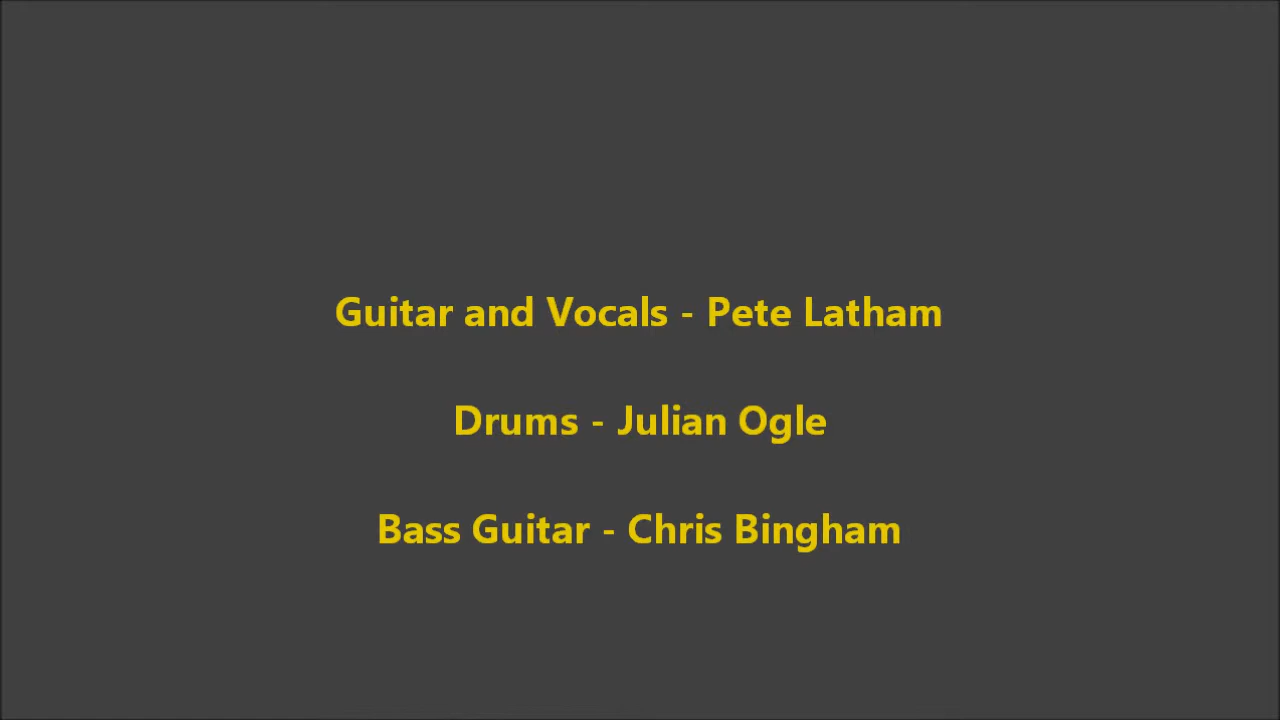 Guitar and Vocals - Pete Latham
Drums - Julian Ogle
Bass Guitar - Chris Bingham